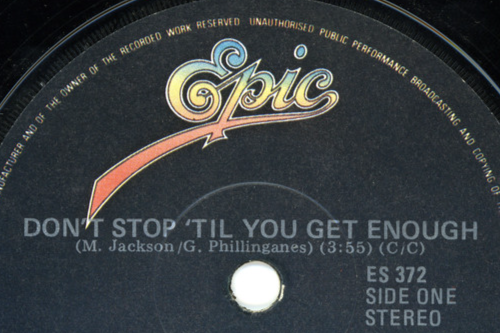 MANUFACTURER AND OF THE OWNER OF THE RECORDED WORK RESERVED UNAUTHORISED PUBLIC PERFORMANCE BROADCASTING AND COPYING OF
Epic
DON'T STOP 'TIL YOU GET ENOUGH
(M. Jackson/G. Phillinganes) (3:55) (C/C)
ES 372
SIDE ONE
STEREO